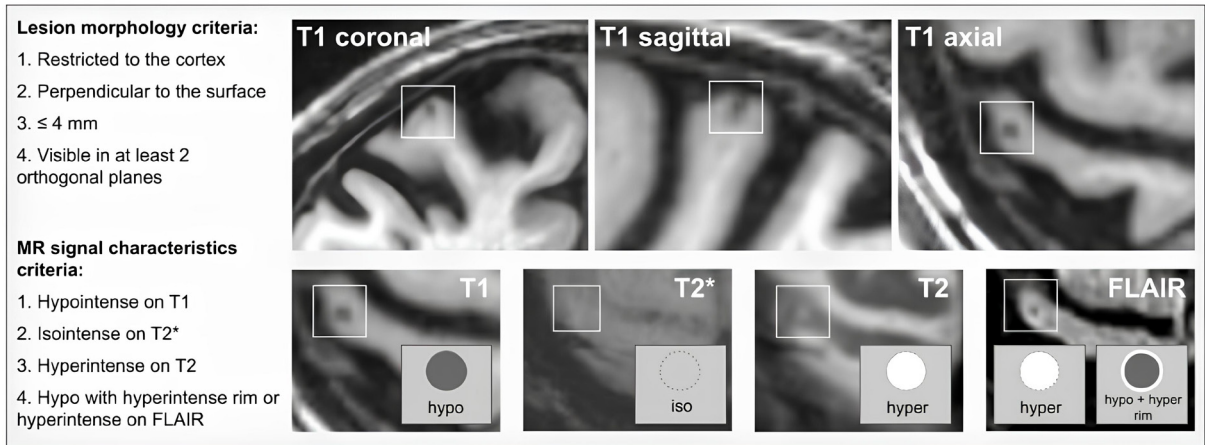 Lesion morphology criteria:
1. Restricted to the cortex
2. Perpendicular to the surface
3. ≤ 4 mm
4. Visible in at least 2
orthogonal planes
MR signal characteristics
criteria:
1. Hypointense on T1
2. Isointense on T2*
3. Hyperintense on T2
4. Hypo with hyperintense rim or
hyperintense on FLAIR
T1 coronal
T1 sagittal
T1 axial
T1
hypo
T2*
iso
T2
hyper
FLAIR
hyper
hypo + hyper
rim